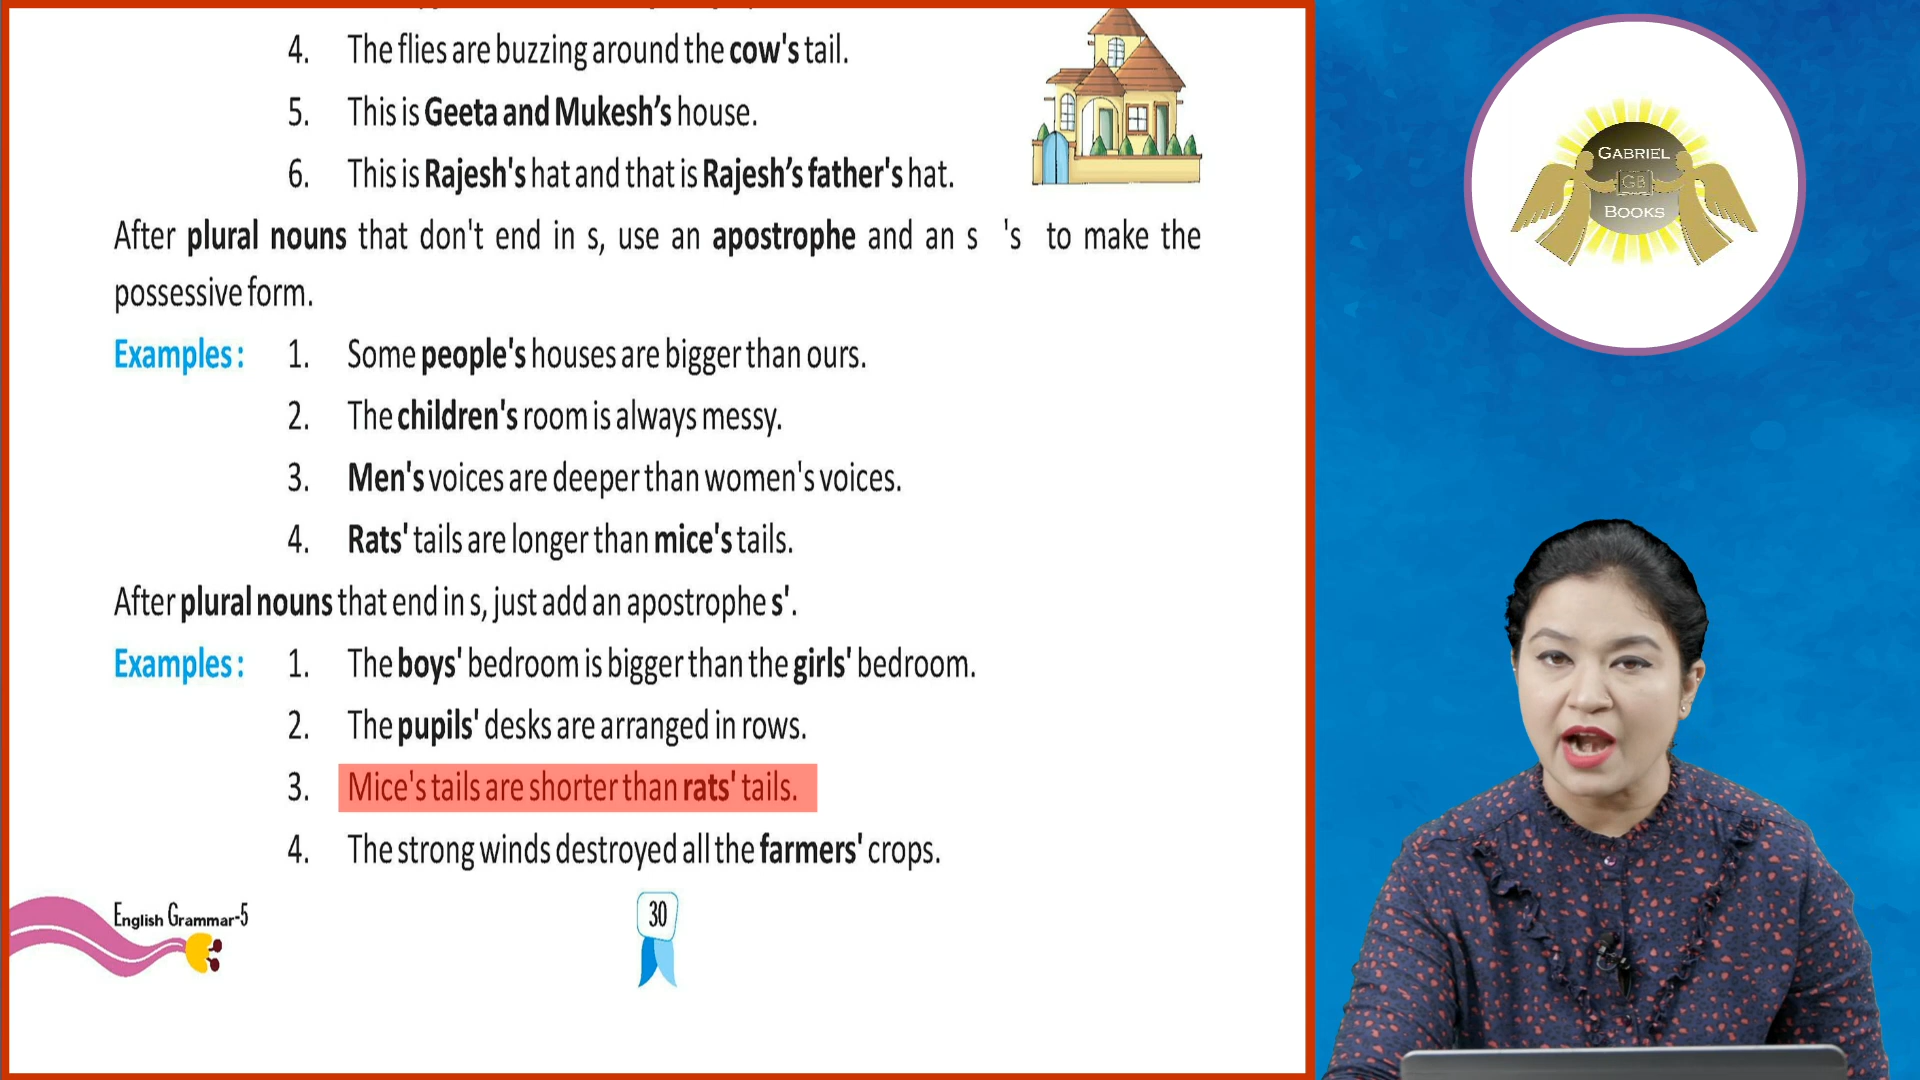 4. The flies are buzzing around the cow's tail.
5. This is Geeta and Mukesh’s house.
6. This is Rajesh's hat and that is Rajesh’s father's hat.
After plural nouns that don't end in s, use an apostrophe and an s 's to make the
possessive form.
Examples : 1. Some people's houses are bigger than ours.
2. The children's room is always messy.
3. Men's voices are deeper than women's voices.
4. Rats' tails are longer than mice's tails.
After plural nouns that end in s, just add an apostrophe s'.
Examples : 1. The boys' bedroom is bigger than the girls' bedroom.
2. The pupils' desks are arranged in rows.
3. Mice's tails are shorter than rats' tails.
4. The strong winds destroyed all the farmers' crops.
English Grammar-5
30
GABRIEL
GB
BOOKS